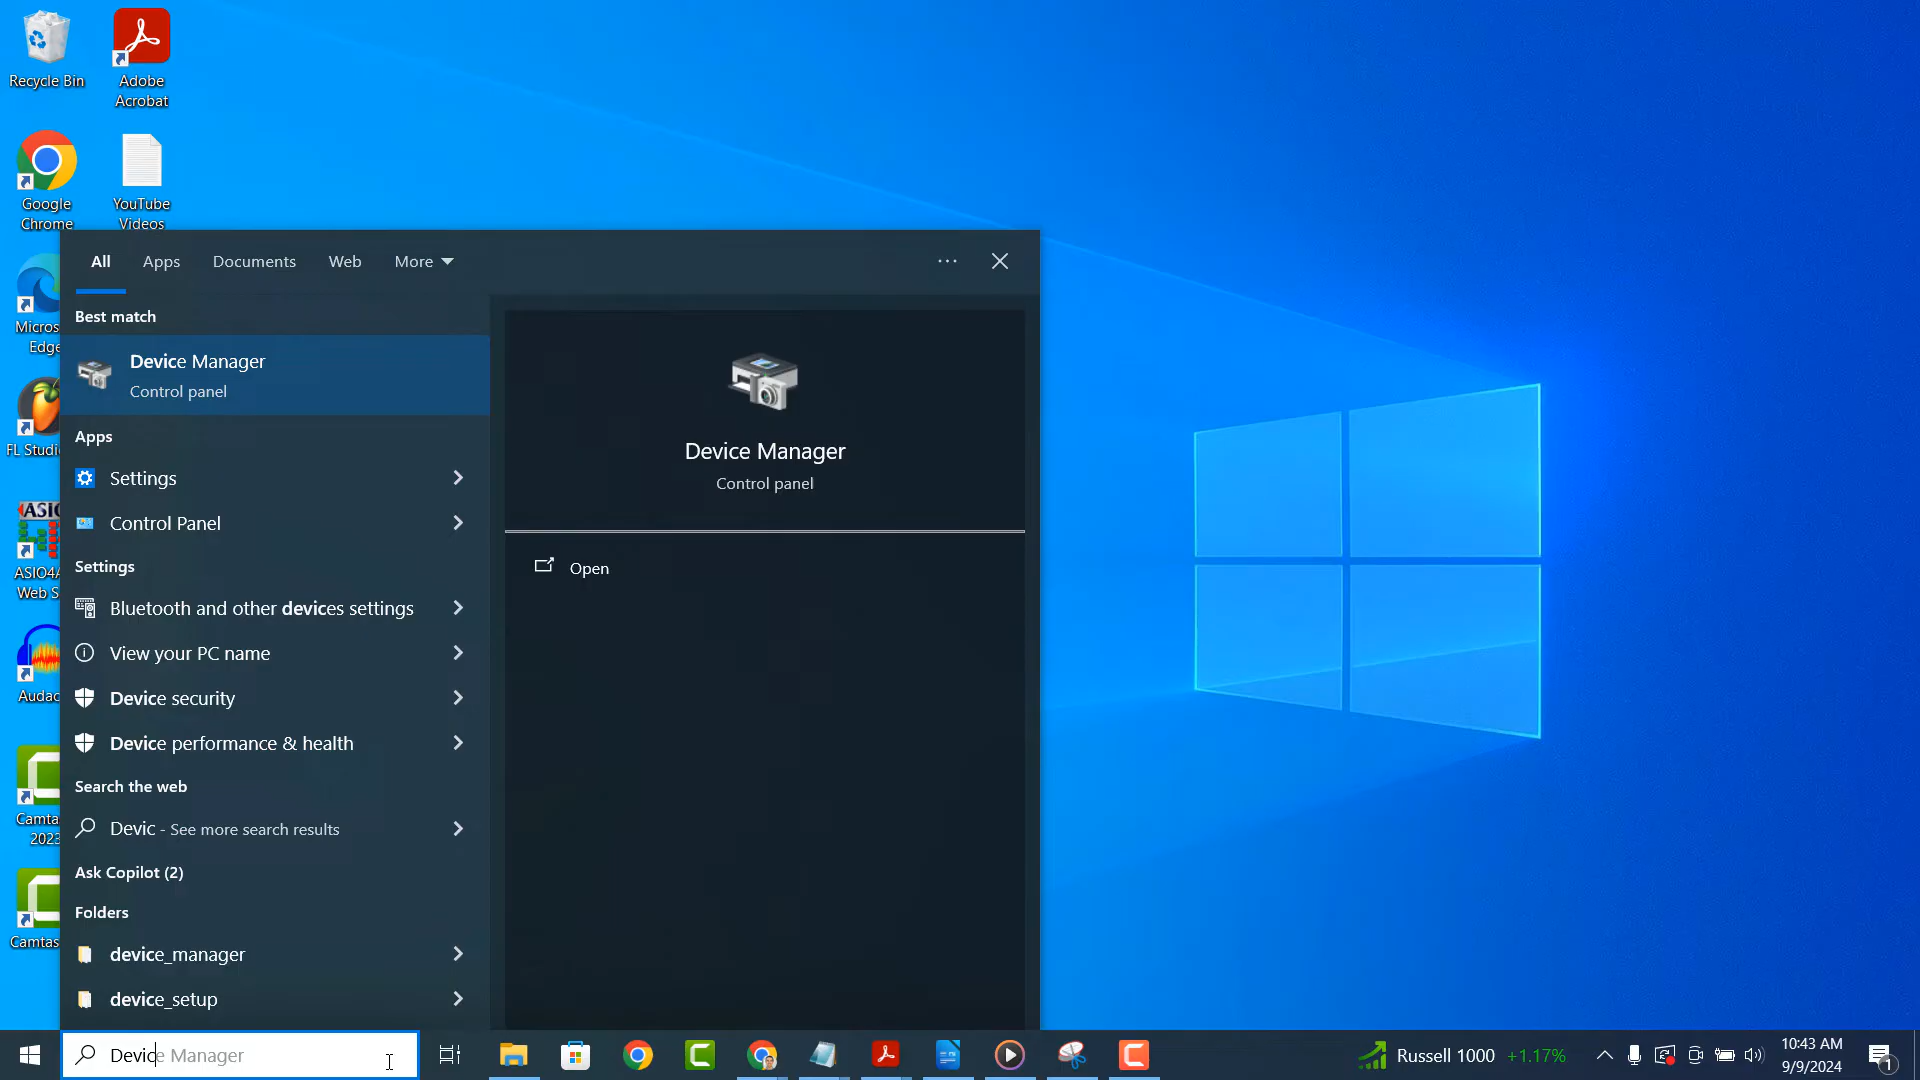 Recycle Bin
Adobe
Acrobat
Google
Chrome
YouTube
Videos
Micros
Edge
FL Studi
ASIO4A
Web S
Audac
Camta
2023
Camtas
All
Apps
Documents
Web
More
Best match
Device Manager
Control panel
Apps
Settings
Control Panel
Settings
Bluetooth and other devices settings
View your PC name
Device security
Device performance & health
Search the web
Devic - See more search results
Ask Copilot (2)
Folders
device_manager
device_setup
Device Manager
Control panel
Open
Device Manager
Russell 1000 +1.17%
10:43 AM
9/9/2024
1